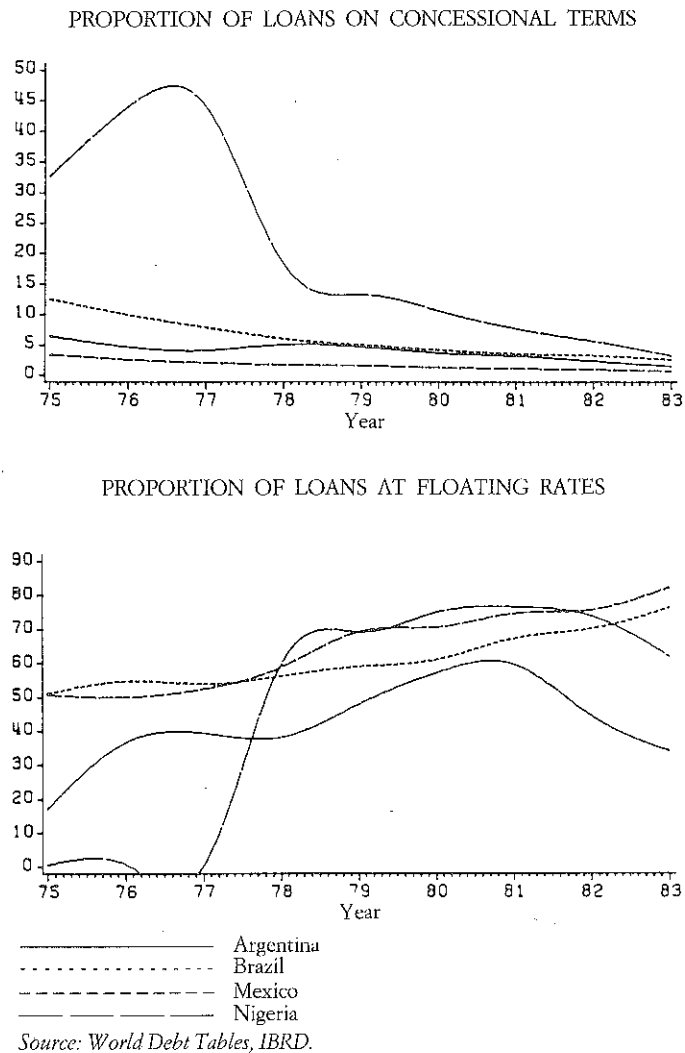 PROPORTION OF LOANS ON CONCESSIONAL TERMS
50
45
40
35
30
25
20
15
10
5
0
75 76 77 78 79 80 81 82 83
Year
PROPORTION OF LOANS AT FLOATING RATES
90
80
70
60
50
40
30
20
10
0
75 76 77 78 79 80 81 82 83
Year
Argentina
Brazil
Mexico
Nigeria
Source: World Debt Tables, IBRD.